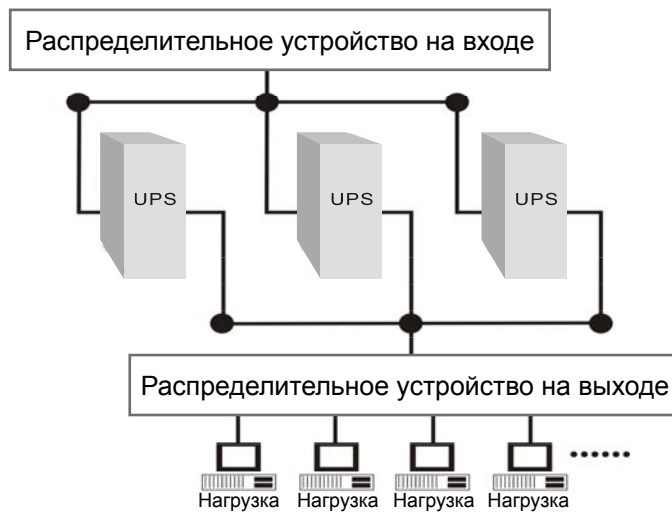 Распределительное устройство на входе
UPS UPS UPS
Распределительное устройство на выходе
Нагрузка Нагрузка Нагрузка Нагрузка